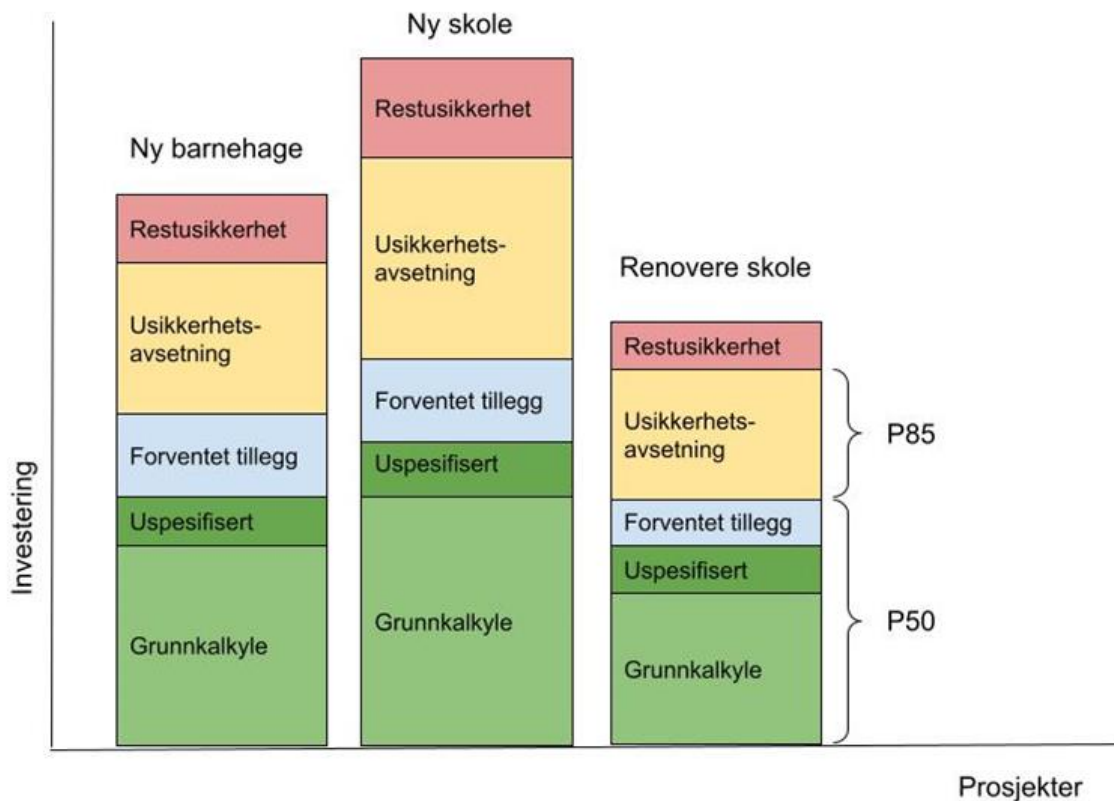 Ny skole
Ny barnehage
Renovere skole
Restusikkerhet
Usikkerhets-
avsetning
Forventet tillegg
Uspesifisert
Grunnkalkyle
Restusikkerhet
Usikkerhets-
avsetning
Forventet tillegg
Uspesifisert
Grunnkalkyle
Restusikkerhet
Usikkerhets-
avsetning
Forventet tillegg
Uspesifisert
Grunnkalkyle
P85
P50
Investering
Prosjekter